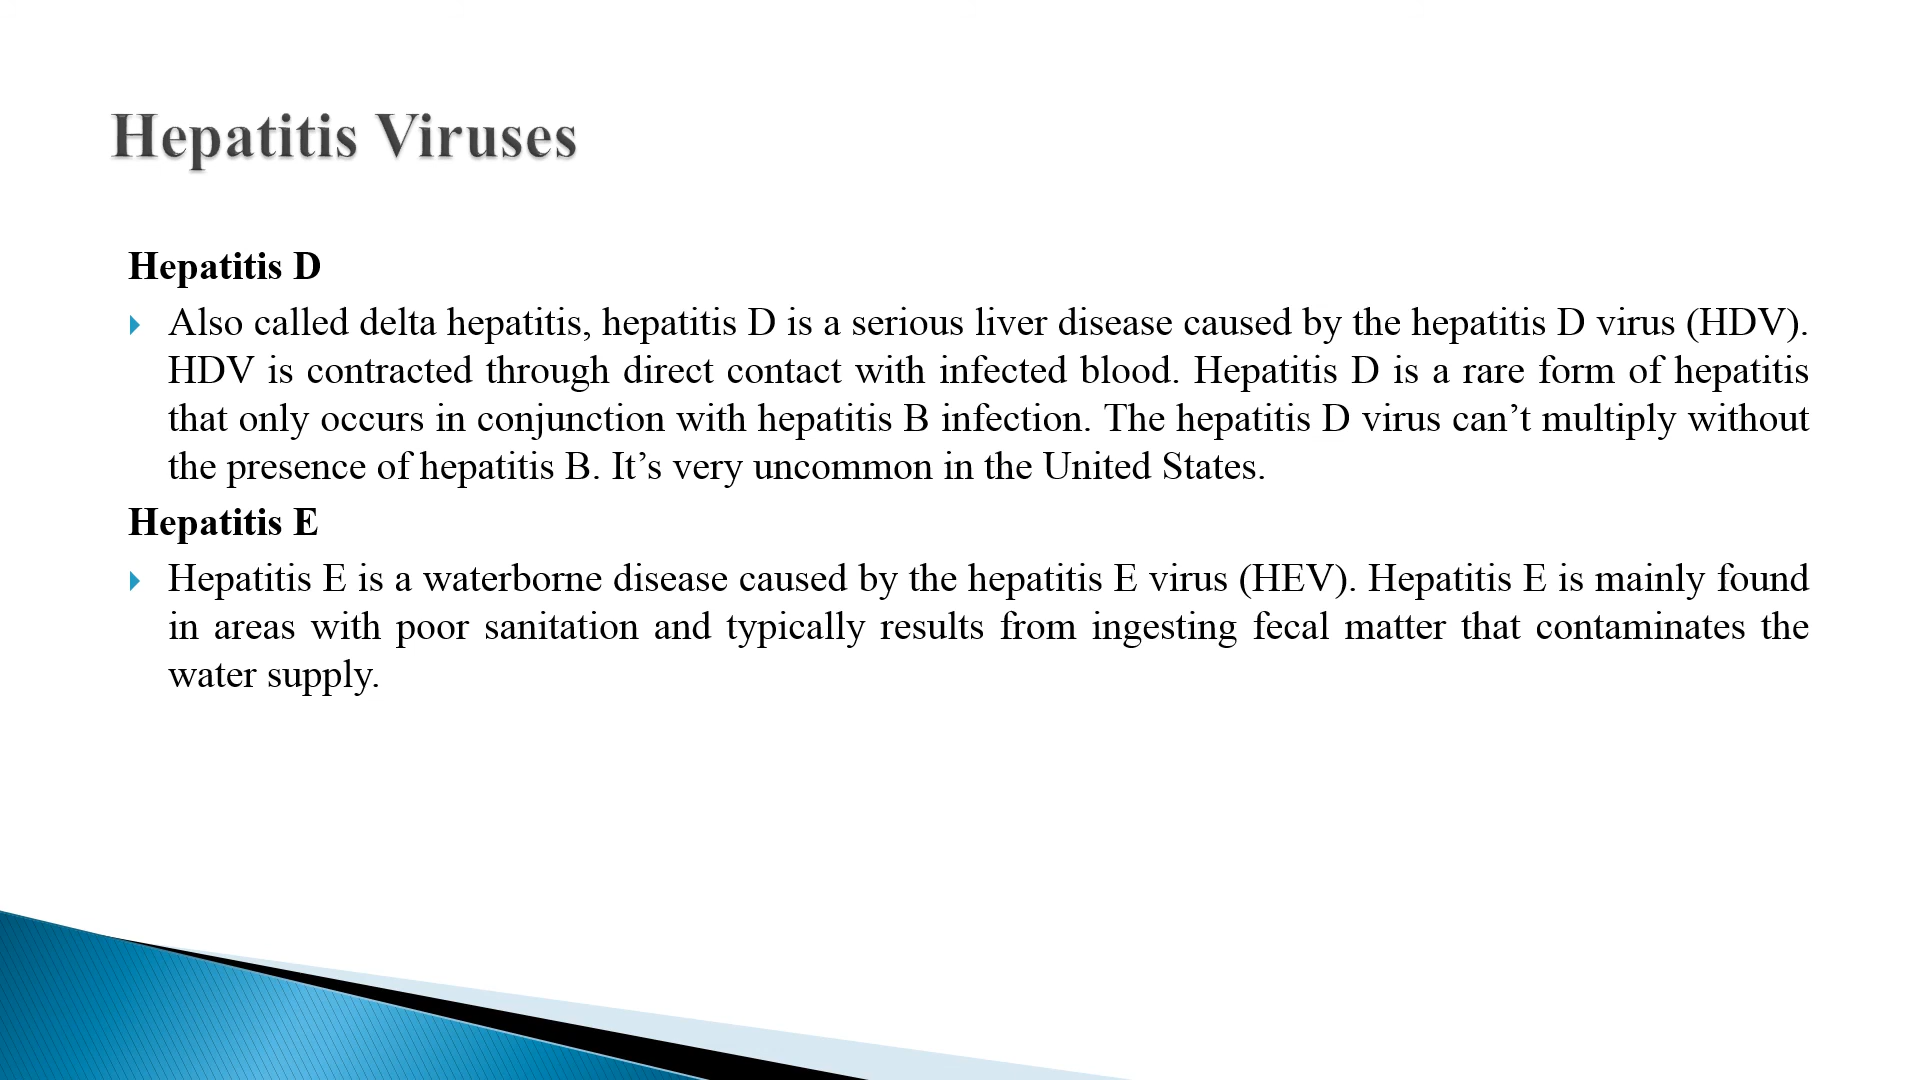 Hepatitis Viruses
Hepatitis D
Also called delta hepatitis, hepatitis D is a serious liver disease caused by the hepatitis D virus (HDV).
HDV is contracted through direct contact with infected blood. Hepatitis D is a rare form of hepatitis
that only occurs in conjunction with hepatitis B infection. The hepatitis D virus can’t multiply without
the presence of hepatitis B. It’s very uncommon in the United States.
Hepatitis E
Hepatitis E is a waterborne disease caused by the hepatitis E virus (HEV). Hepatitis E is mainly found
in areas with poor sanitation and typically results from ingesting fecal matter that contaminates the
water supply.